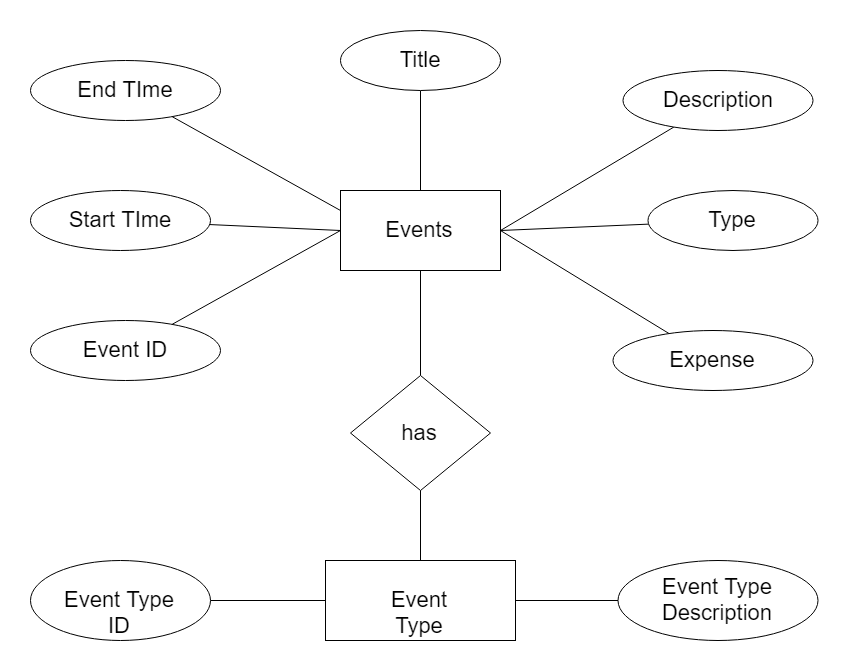 Title
End TIme
Description
Start TIme
Events
Type
Event ID
Expense
has
Event Type
ID
Event
Type
Event Type
Description